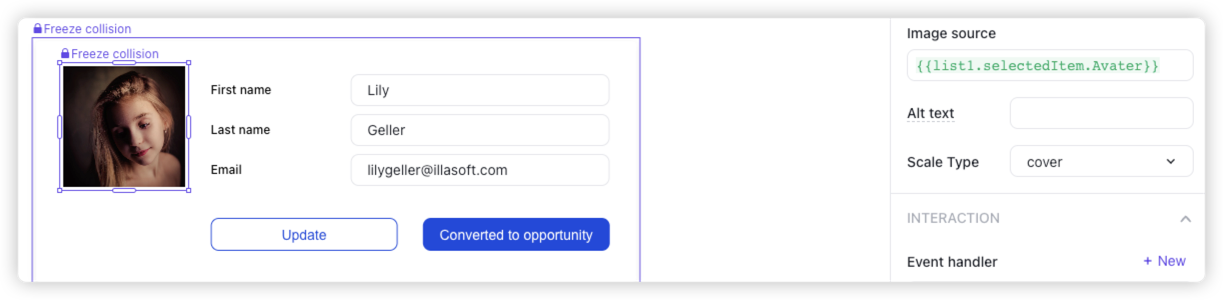 Freeze collision
Freeze collision
First name
Lily
Last name
Geller
Email
lilygeller@illasoft.com
Update
Converted to opportunity
Image source
{{list1.selectedItem.Avater}}
Alt text
Scale Type
cover
INTERACTION
Event handler
+ New